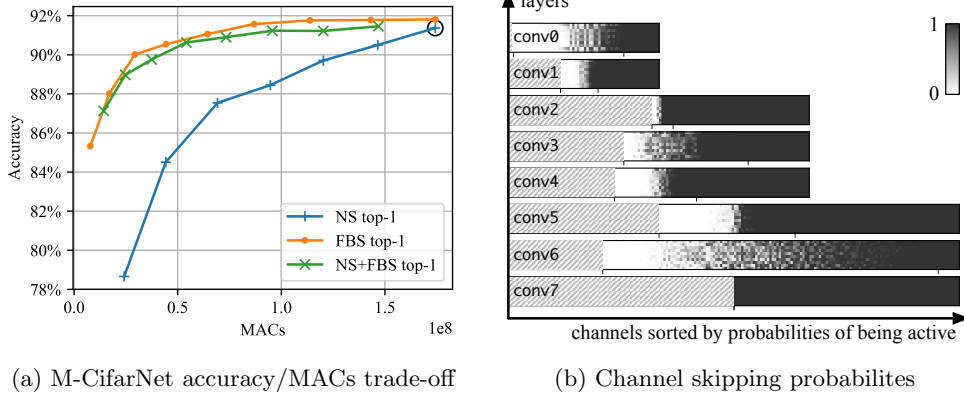 92%
90%
88%
86%
84%
82%
80%
78%
Accuracy
NS top-1
FBS top-1
NS+FBS top-1
0.0 0.5 1.0 1.5
MACs
1e8
(a) M-CifarNet accuracy/MACs trade-off
layers
conv0
conv1
conv2
conv3
conv4
conv5
conv6
conv7
1
0
channels sorted by probabilities of being active
(b) Channel skipping probabilites